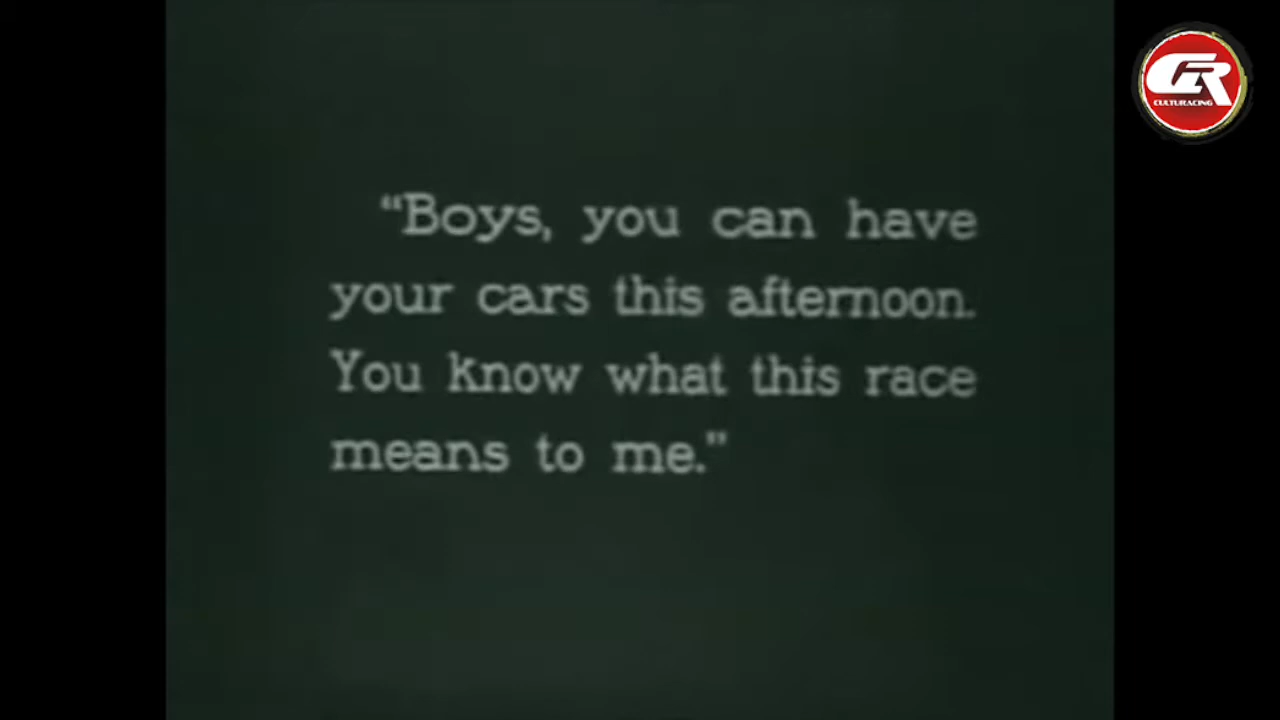 CR
CULTURACING
"Boys, you can have
your cars this afternoon.
You know what this race
means to me."